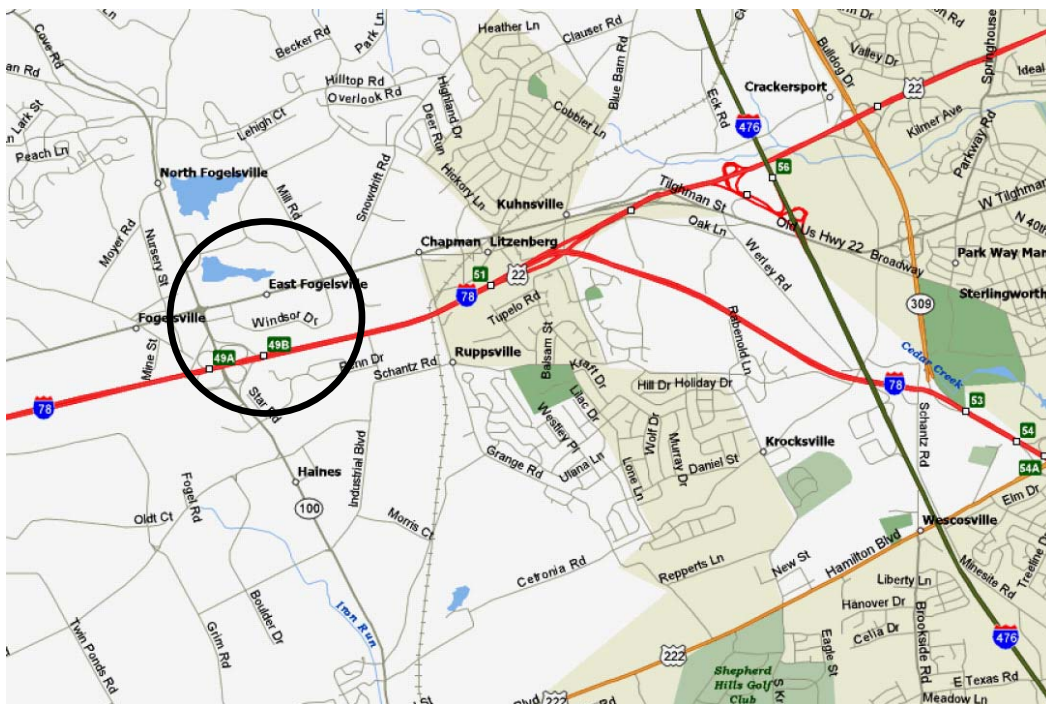 Cove Rd
Becker Rd
Park
Heather Ln
Clauser Rd
Blue Barn Rd
Bulldog Dr
Valley Dr
Springhouse
Ideal
22
Crackersport
Hilltop Rd
Overlook Rd
Highland Dr
Deer Run
Cobbler Ln
Eck Rd
476
Kilmer Ave
Parkway Rd
Lark St
Peach Ln
Lehigh Ct
56
North Fogelsville
Mill Rd
Snowdrift Rd
Hickory Ln
Kuhnsville
Tilghman St
W Tilghman
Oak Ln
Old Us Hwy 22
Broadway
N 40th
Moyer Rd
Nursery St
Chapman
Litzenberg
Werley Rd
Park Way Man
51
22
78
East Fogelsville
309
Sterlingworth
Fogelsville
Windsor Dr
Tupelo Rd
Rabenold Ln
Mine St
49A
49B
Penn Dr
Schantz Rd
Ruppsville
Balsam St
Kraft Dr
Cedar Creek
78
Star Rd
Hill Dr
Holiday Dr
78
53
Lilac Dr
Westley Pl
Wolf Dr
Murray Dr
Schantz Rd
54
Krocksville
54A
Haines
Industrial Blvd
Grange Rd
Ulana Ln
Lone Ln
Daniel St
Elm Dr
100
Fogel Rd
Oldt Ct
Morris Ct
Wescosville
Hamilton Blvd
New St
Treeline Dr
Cetronia Rd
Repperts Ln
Minesite Rd
Liberty Ln
Iron Run
Boulder Dr
Hanover Dr
Celia Dr
Brookside Rd
476
Twin Ponds Rd
Grim Rd
222
Eagle St
Shepherd
Hills Golf
Club
S Kr
E Texas Rd
Meadow Ln
Blvd
222